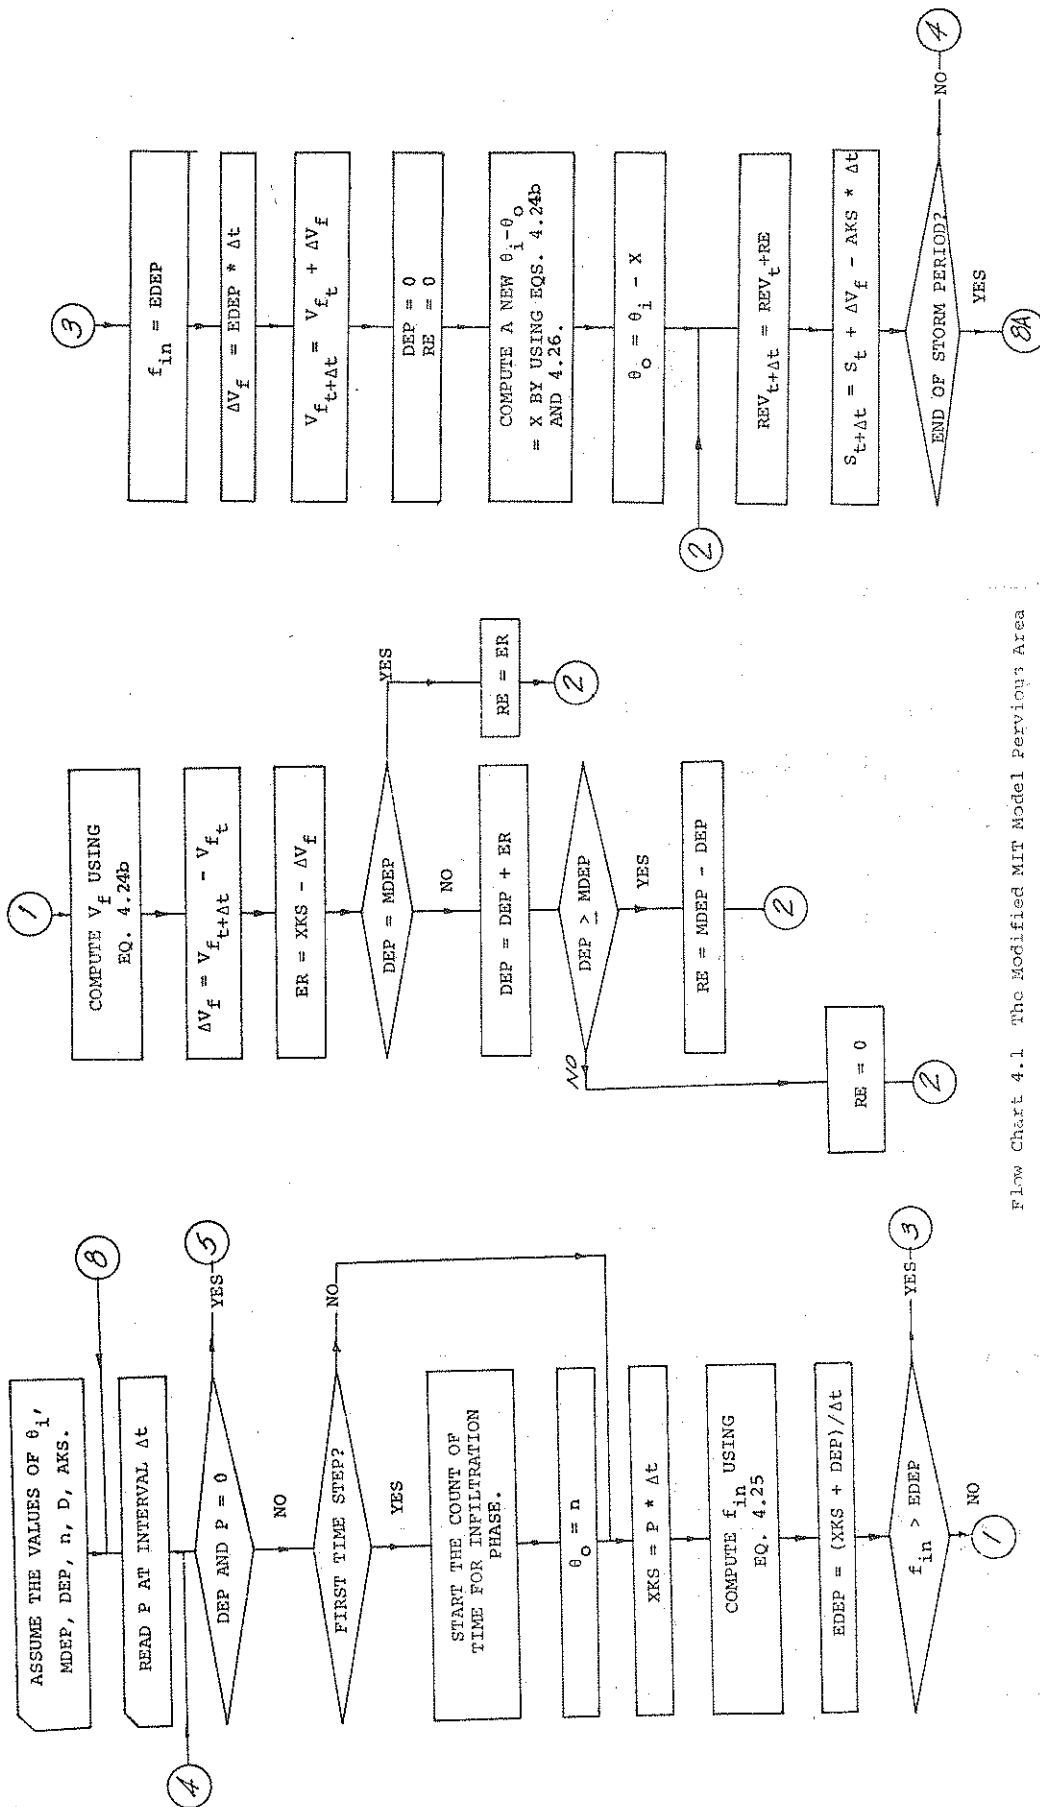 ASSUME THE VALUES OF θi,
MDEP, DEP, n, D, AKS.
8
READ P AT INTERVAL Δt
4
DEP AND P = 0
YES
5
NO
FIRST TIME STEP?
NO
YES
START THE COUNT OF
TIME FOR INFILTRATION
PHASE.
θo = n
XKS = P * Δt
COMPUTE fin USING
EQ. 4.25
EDEP = (XKS + DEP)/Δt
fin > EDEP
YES
3
NO
1
1
COMPUTE Vf USING
EQ. 4.24b
ΔVf = Vft+Δt - Vft
ER = XKS - ΔVf
DEP = MDEP
YES
RE = ER
2
NO
DEP = DEP + ER
DEP ≥ MDEP
NO
YES
RE = MDEP - DEP
2
RE = 0
2
3
fin = EDEP
ΔVf = EDEP * Δt
Vft+Δt = Vft + ΔVf
DEP = 0
RE = 0
COMPUTE A NEW θi-θo
= X BY USING EQS. 4.24b
AND 4.26.
θo = θi - X
2
REVt+Δt = REVt+RE
St+Δt = St + ΔVf - AKS * Δt
END OF STORM PERIOD?
NO
4
YES
8A
Flow Chart 4.1 The Modified MIT Model Pervious Area